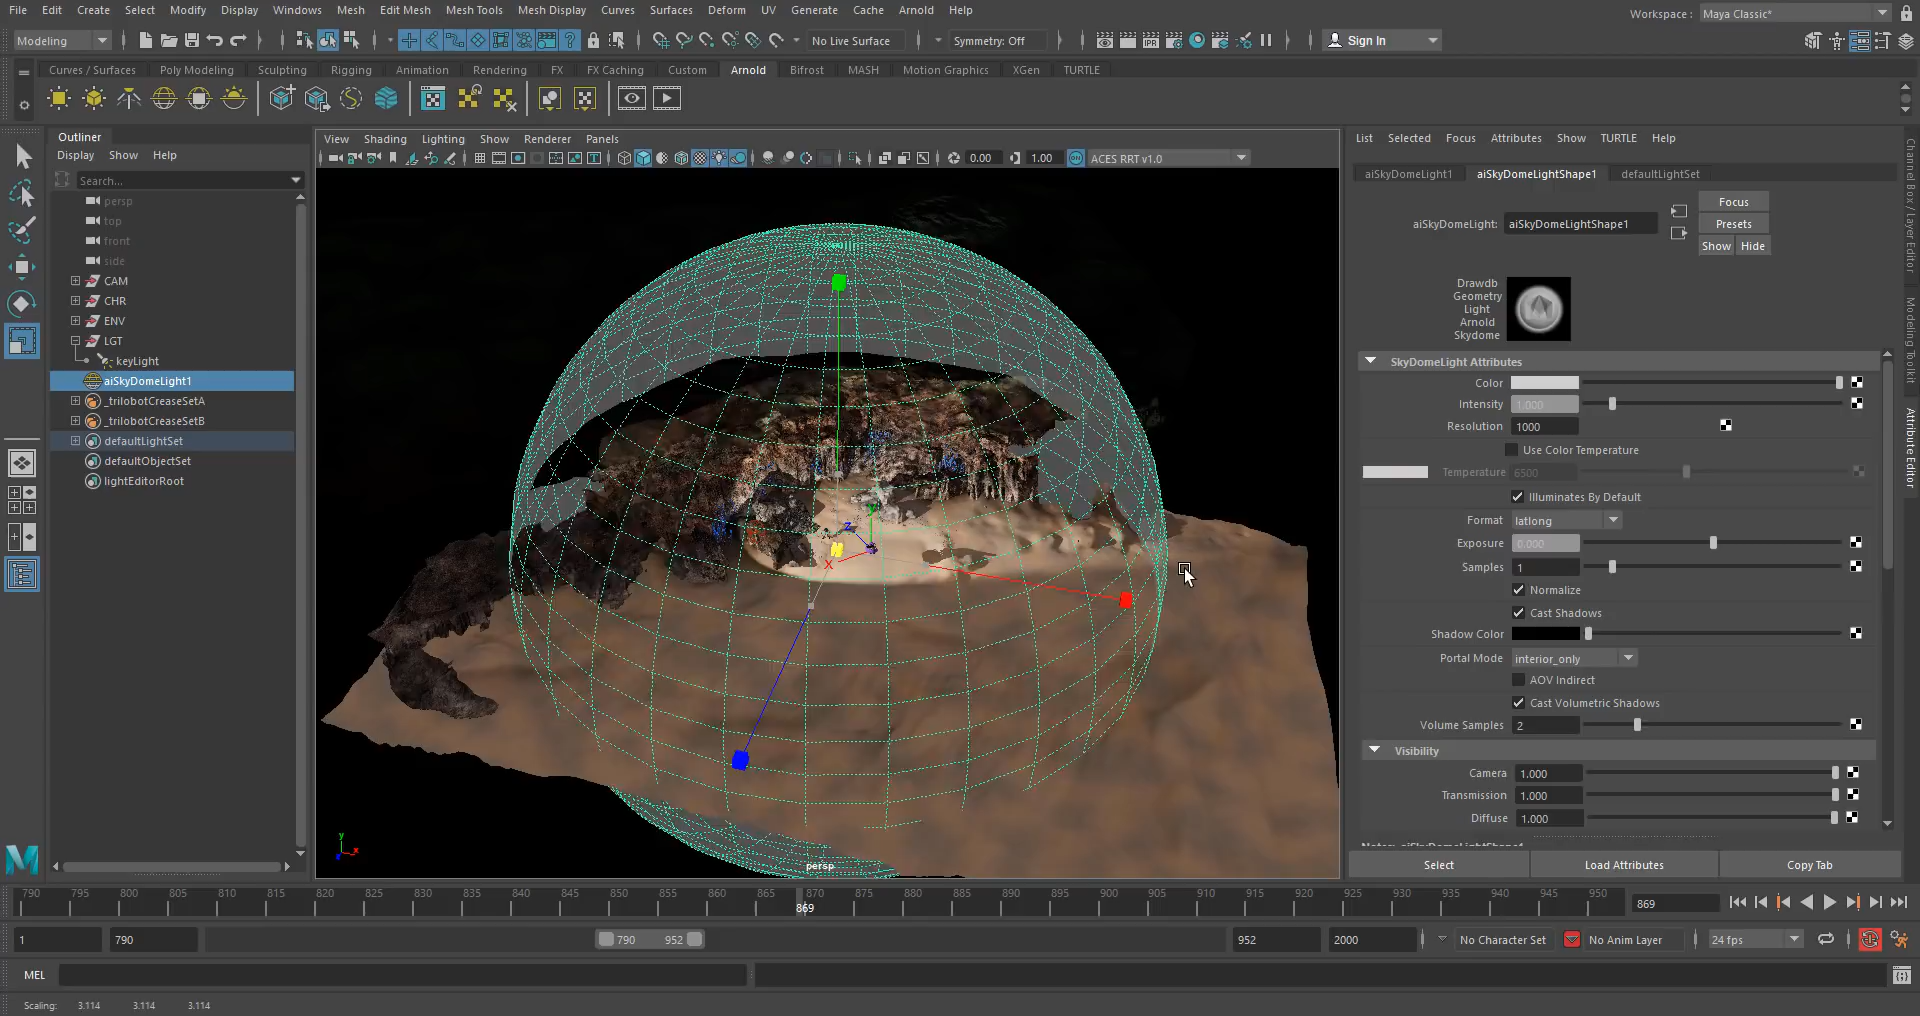 File Edit Create Select Modify Display Windows Mesh Edit Mesh Mesh Tools Mesh Display Curves Surfaces Deform UV Generate Cache Arnold Help
Workspace : Maya Classic*
Modeling No Live Surface Symmetry: Off Sign In
Curves / Surfaces Poly Modeling Sculpting Rigging Animation Rendering FX FX Caching Custom Arnold Bifrost MASH Motion Graphics XGen TURTLE
IPR
Outliner
Display Show Help
Search...
persp
top
front
side
CAM
CHR
ENV
LGT
keyLight
aiSkyDomeLight1
_trilobotCreaseSetA
_trilobotCreaseSetB
defaultLightSet
defaultObjectSet
lightEditorRoot
View Shading Lighting Show Renderer Panels
0.00 1.00 ACES RRT v1.0
y
z
x
y
x
persp
List Selected Focus Attributes Show TURTLE Help
aiSkyDomeLight1 aiSkyDomeLightShape1 defaultLightSet
Focus
aiSkyDomeLight: aiSkyDomeLightShape1 Presets
Show Hide
Drawdb
Geometry
Light
Arnold
Skydome
SkyDomeLight Attributes
Color
Intensity 1.000
Resolution 1000
Use Color Temperature
Temperature 6500
Illuminates By Default
Format latlong
Exposure 0.000
Samples 1
Normalize
Cast Shadows
Shadow Color
Portal Mode interior_only
AOV Indirect
Cast Volumetric Shadows
Volume Samples 2
Visibility
Camera 1.000
Transmission 1.000
Diffuse 1.000
Select Load Attributes Copy Tab
Channel Box / Layer Editor
Modeling Toolkit
Attribute Editor
790 795 800 805 810 815 820 825 830 835 840 845 850 855 860 865 870 875 880 885 890 895 900 905 910 915 920 925 930 935 940 945 950
869 869
1 790 790 952 952 2000 No Character Set No Anim Layer 24 fps
MEL
Scaling: 3.114 3.114 3.114